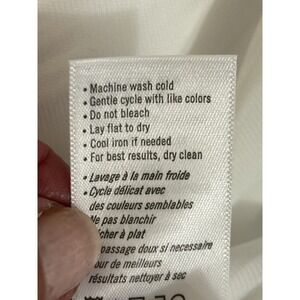 • Machine wash cold
• Gentle cycle with like colors
• Do not bleach
• Lay flat to dry
• Cool iron if needed
• For best results, dry clean
• Lavage à la main froide
• Cycle délicat avec
des couleurs semblables
Ne pas blanchir
à plat
passage doux si necessaire
our de meilleurs
résultats nettoyer à sec